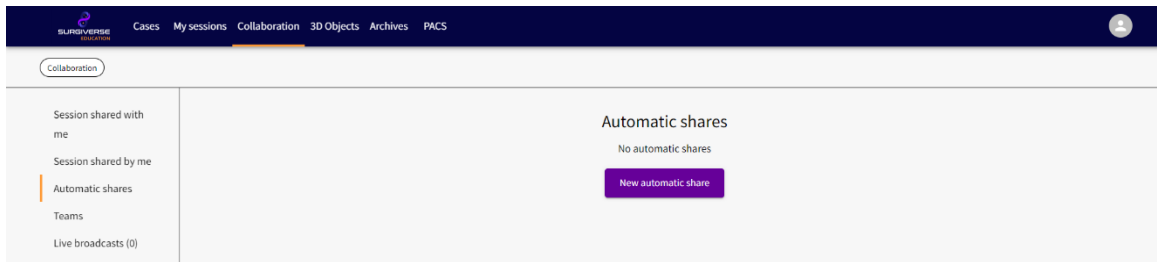 SURGIVERSE
EDUCATION
Cases My sessions Collaboration 3D Objects Archives PACS
Collaboration
Session shared with
me
Session shared by me
Automatic shares
Teams
Live broadcasts (0)
Automatic shares
No automatic shares
New automatic share